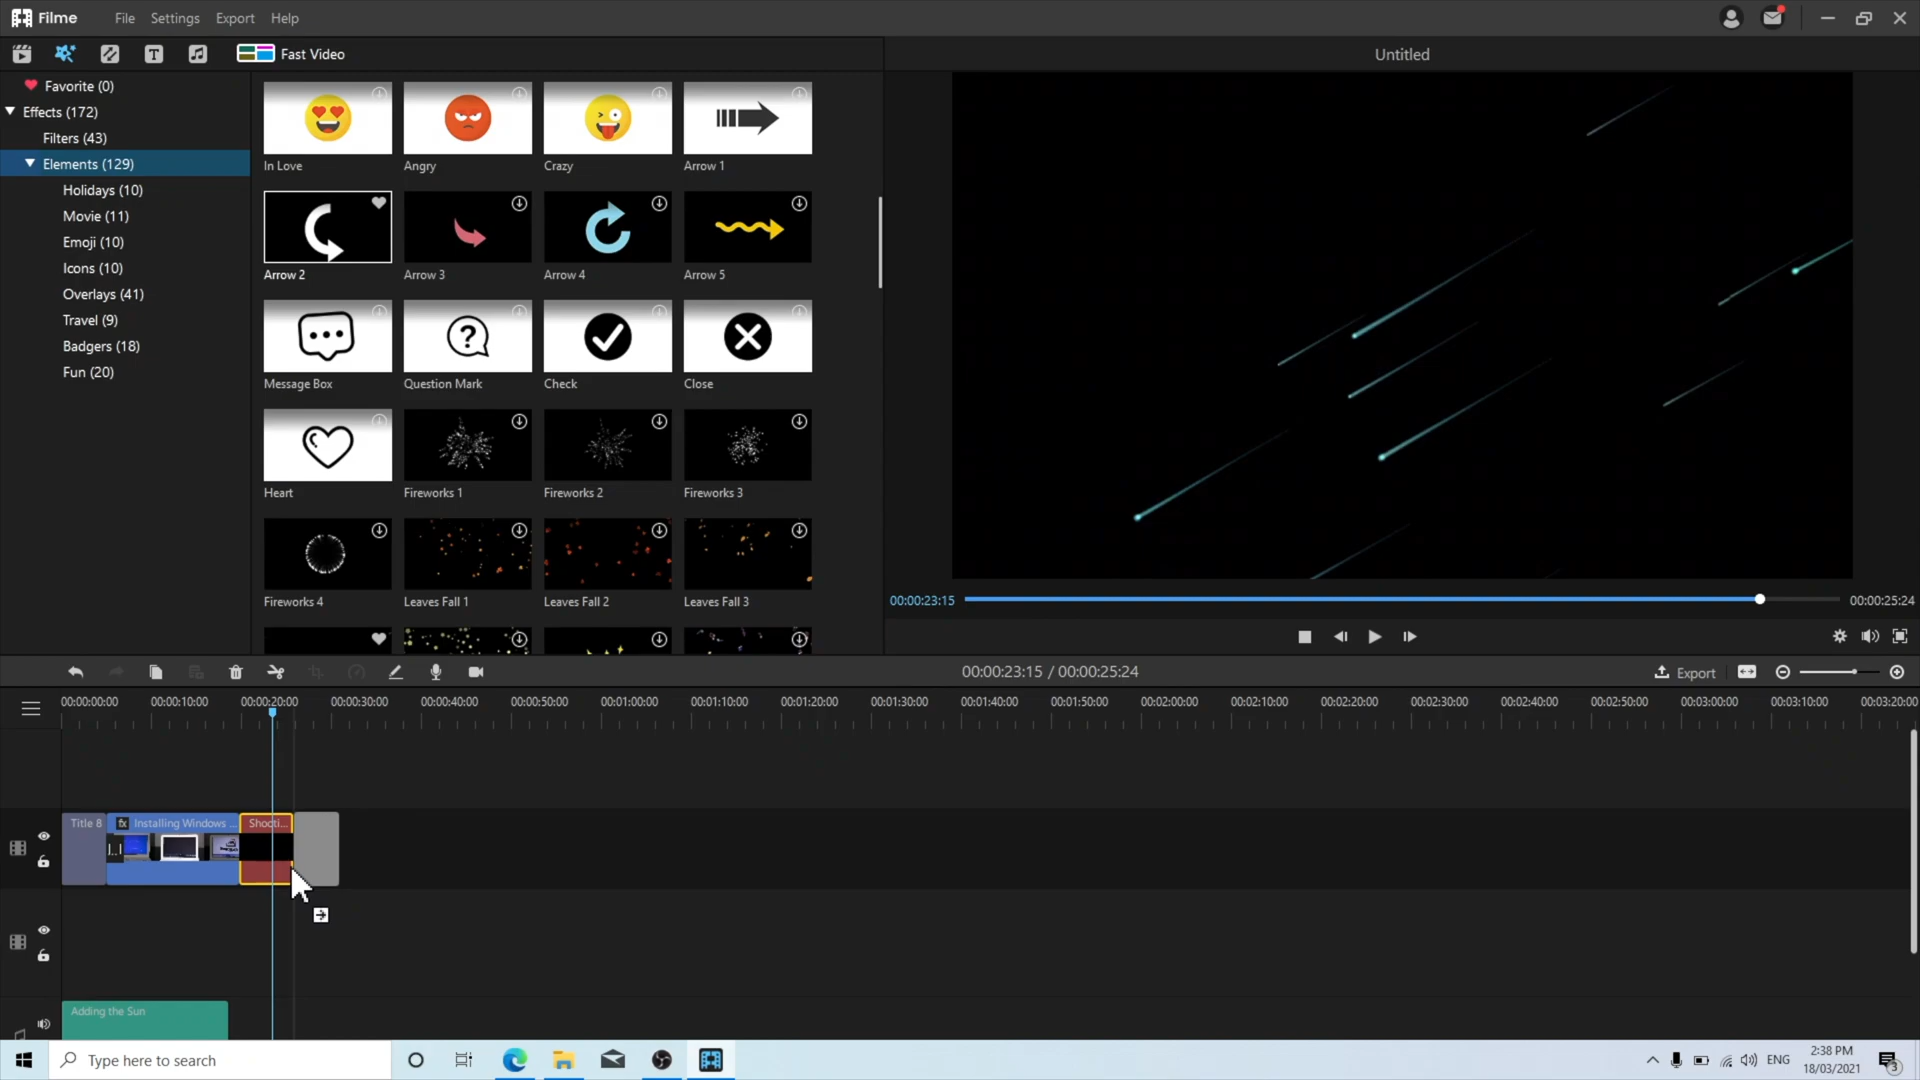 Filme File Settings Export Help
Fast Video
Untitled
Favorite (0)
Effects (172)
Filters (43)
Elements (129)
Holidays (10)
Movie (11)
Emoji (10)
Icons (10)
Overlays (41)
Travel (9)
Badgers (18)
Fun (20)
In Love Angry Crazy Arrow 1
Arrow 2 Arrow 3 Arrow 4 Arrow 5
Message Box Question Mark Check Close
Heart Fireworks 1 Fireworks 2 Fireworks 3
Fireworks 4 Leaves Fall 1 Leaves Fall 2 Leaves Fall 3
00:00:23:15 00:00:25:24
00:00:23:15 / 00:00:25:24 Export
00:00:00:00 00:00:10:00 00:00:20:00 00:00:30:00 00:00:40:00 00:00:50:00 00:01:00:00 00:01:10:00 00:01:20:00 00:01:30:00 00:01:40:00 00:01:50:00 00:02:00:00 00:02:10:00 00:02:20:00 00:02:30:00 00:02:40:00 00:02:50:00 00:03:00:00 00:03:10:00 00:03:20:00
Title 8 fx Installing Windows ... Shooti...
Adding the Sun
Type here to search
ENG 2:38 PM
18/03/2021
3